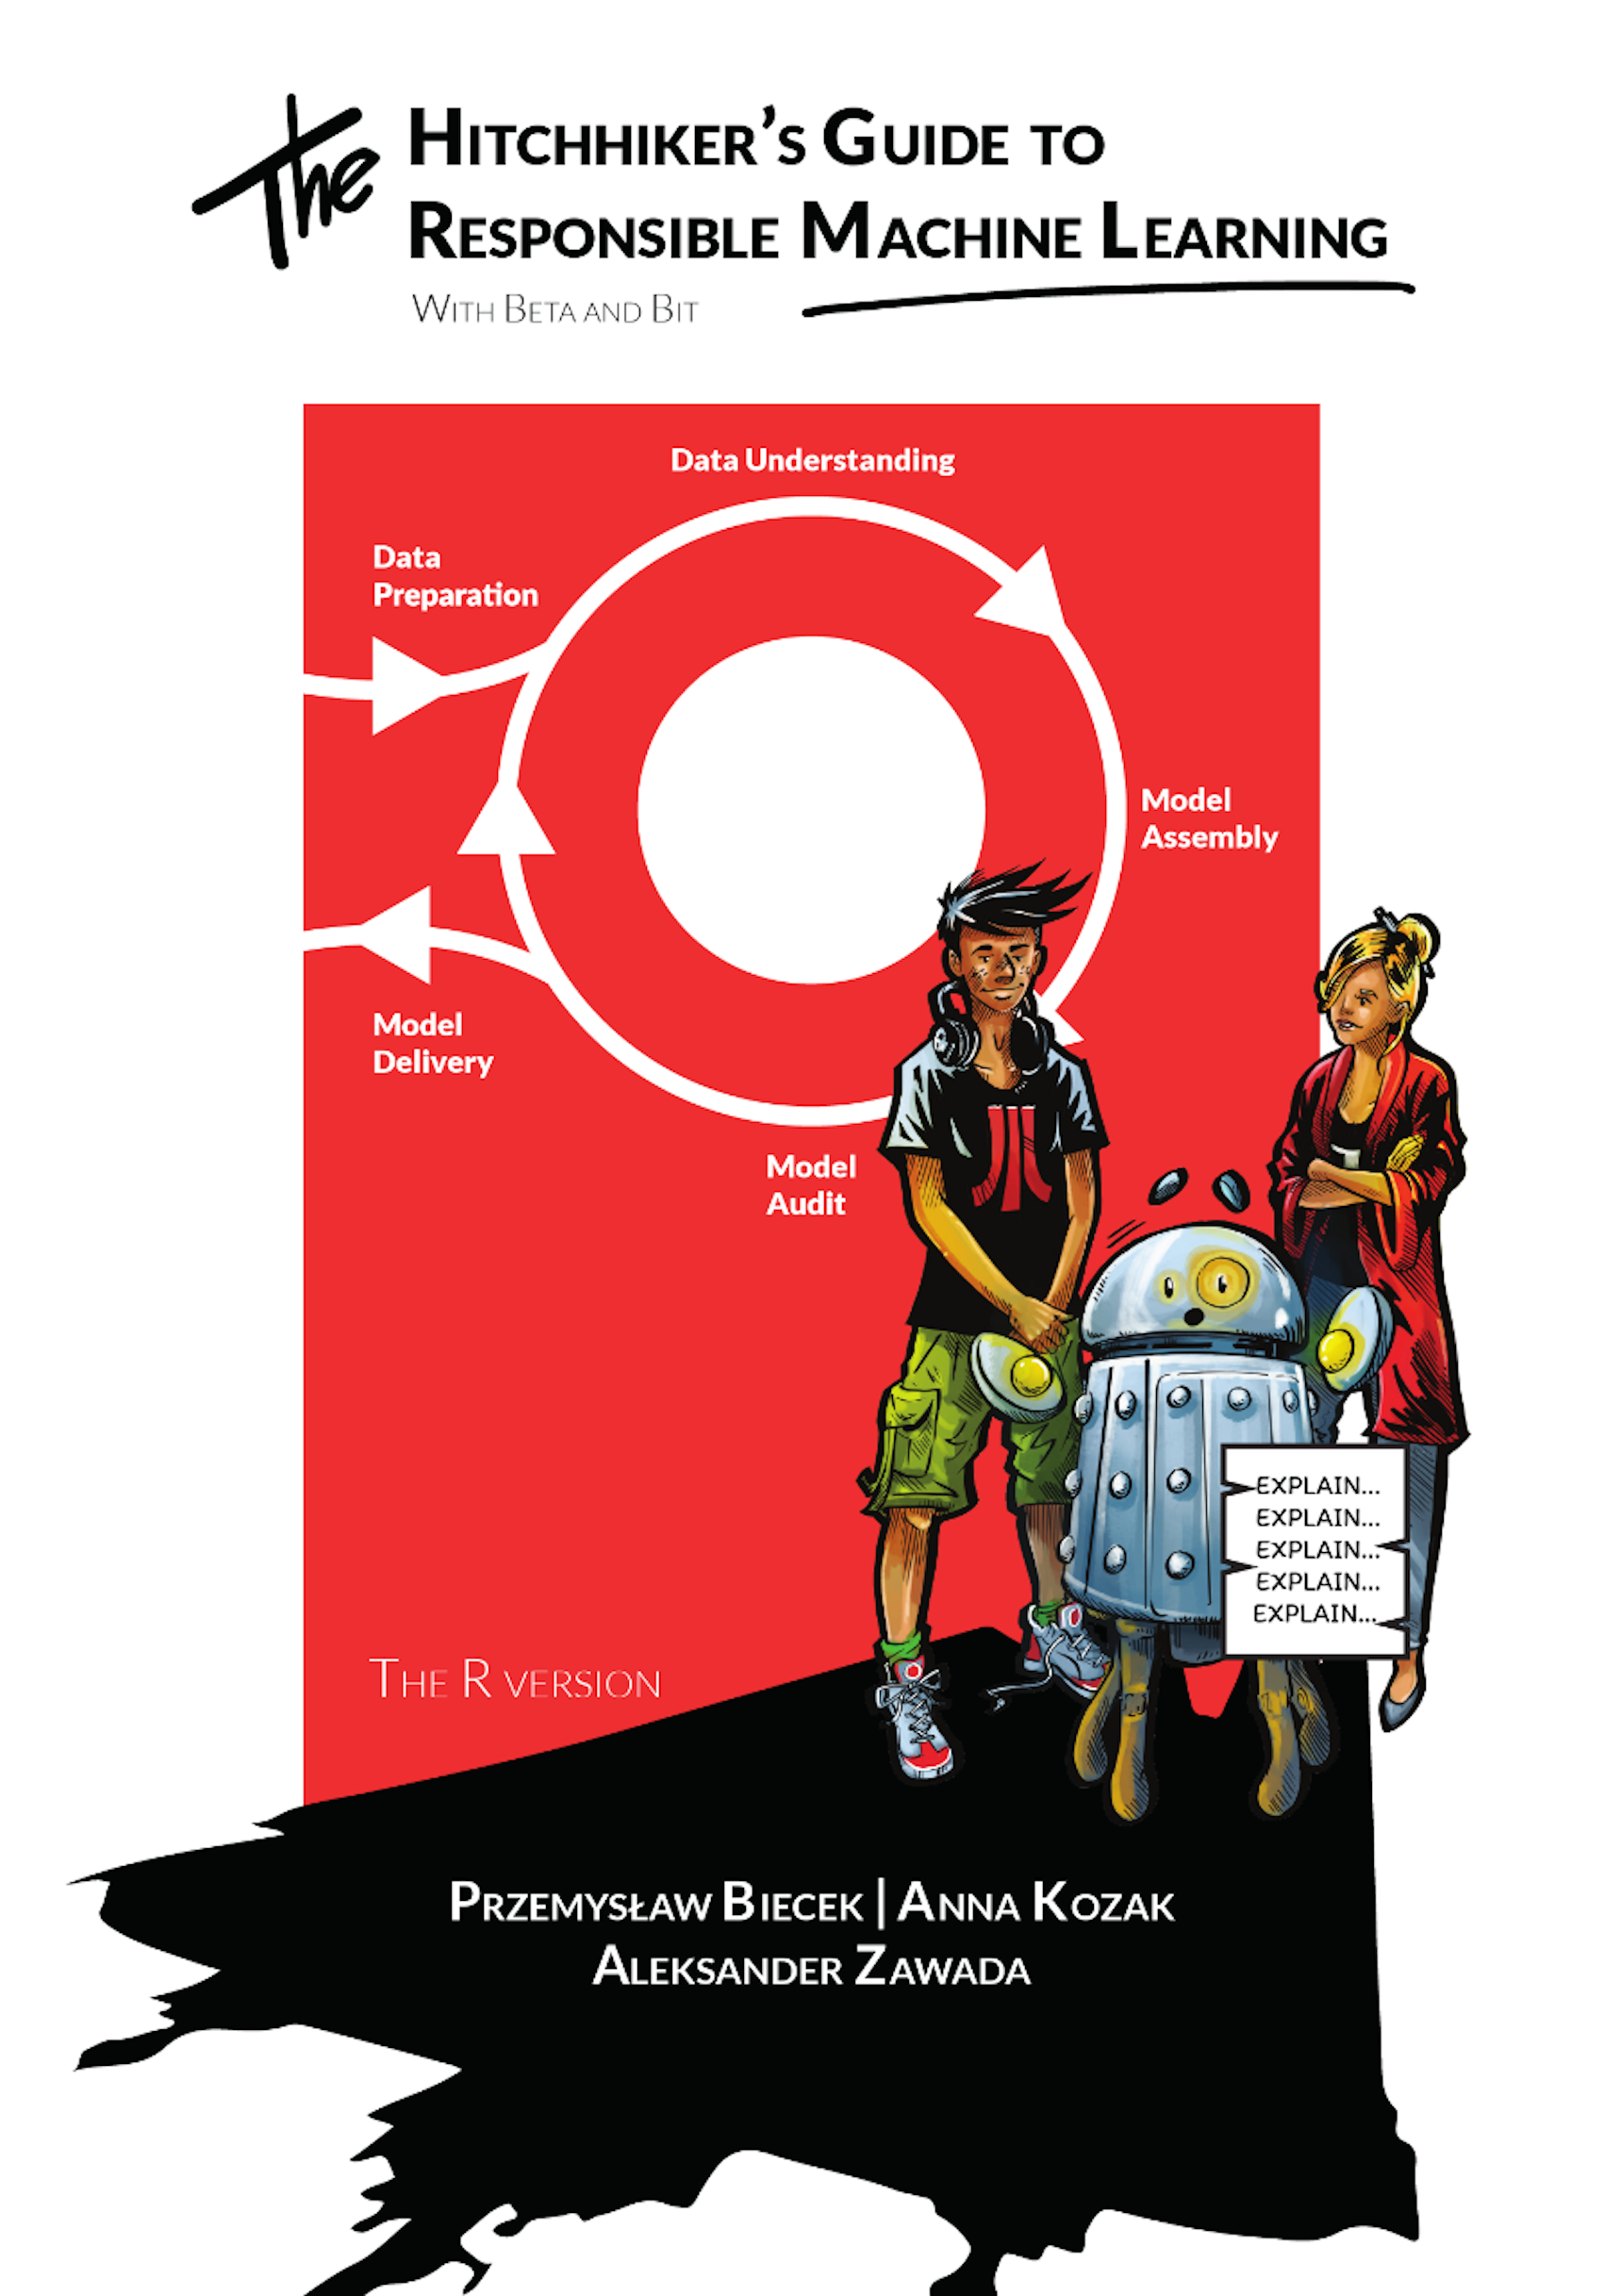 The
HITCHHIKER'S GUIDE TO
RESPONSIBLE MACHINE LEARNING
WITH BETA AND BIT
Data Understanding
Data
Preparation
Model
Assembly
Model
Delivery
Model
Audit
EXPLAIN...
EXPLAIN...
EXPLAIN...
EXPLAIN...
EXPLAIN...
THE R VERSION
PRZEMYSŁAW BIECEK | ANNA KOZAK
ALEKSANDER ZAWADA